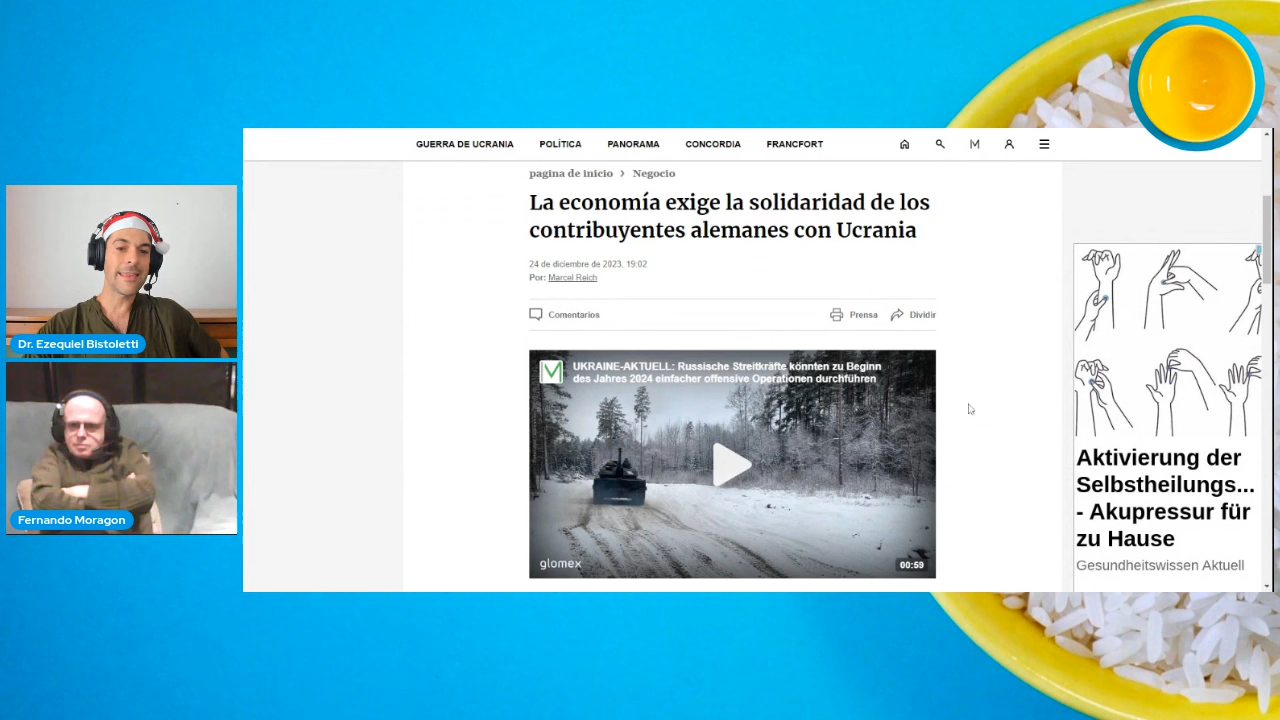 GUERRA DE UCRANIA
POLÍTICA
PANORAMA
CONCORDIA
FRANCFORT
pagina de inicio > Negocio
La economía exige la solidaridad de los
contribuyentes alemanes con Ucrania
24 de diciembre de 2023, 19:02
Por: Marcel Reich
Comentarios
Prensa
Dividir
UKRAINE-AKTUELL: Russische Streitkräfte könnten zu Beginn
des Jahres 2024 einfacher offensive Operationen durchführen
glomex
00:59
Aktivierung der
Selbstheilungs...
- Akupressur für
zu Hause
Gesundheitswissen Aktuell
Dr. Ezequiel Bistoletti
Fernando Moragon